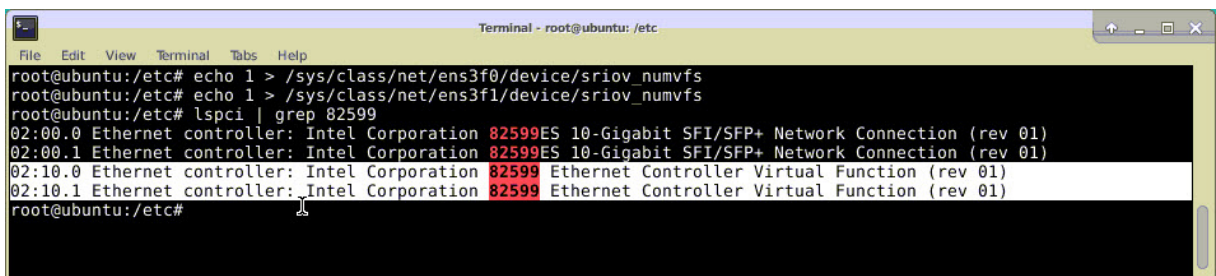 Terminal - root@ubuntu: /etc
File Edit View Terminal Tabs Help
root@ubuntu:/etc# echo 1 > /sys/class/net/ens3f0/device/sriov_numvfs
root@ubuntu:/etc# echo 1 > /sys/class/net/ens3f1/device/sriov_numvfs
root@ubuntu:/etc# lspci | grep 82599
02:00.0 Ethernet controller: Intel Corporation 82599ES 10-Gigabit SFI/SFP+ Network Connection (rev 01)
02:00.1 Ethernet controller: Intel Corporation 82599ES 10-Gigabit SFI/SFP+ Network Connection (rev 01)
02:10.0 Ethernet controller: Intel Corporation 82599 Ethernet Controller Virtual Function (rev 01)
02:10.1 Ethernet controller: Intel Corporation 82599 Ethernet Controller Virtual Function (rev 01)
root@ubuntu:/etc#